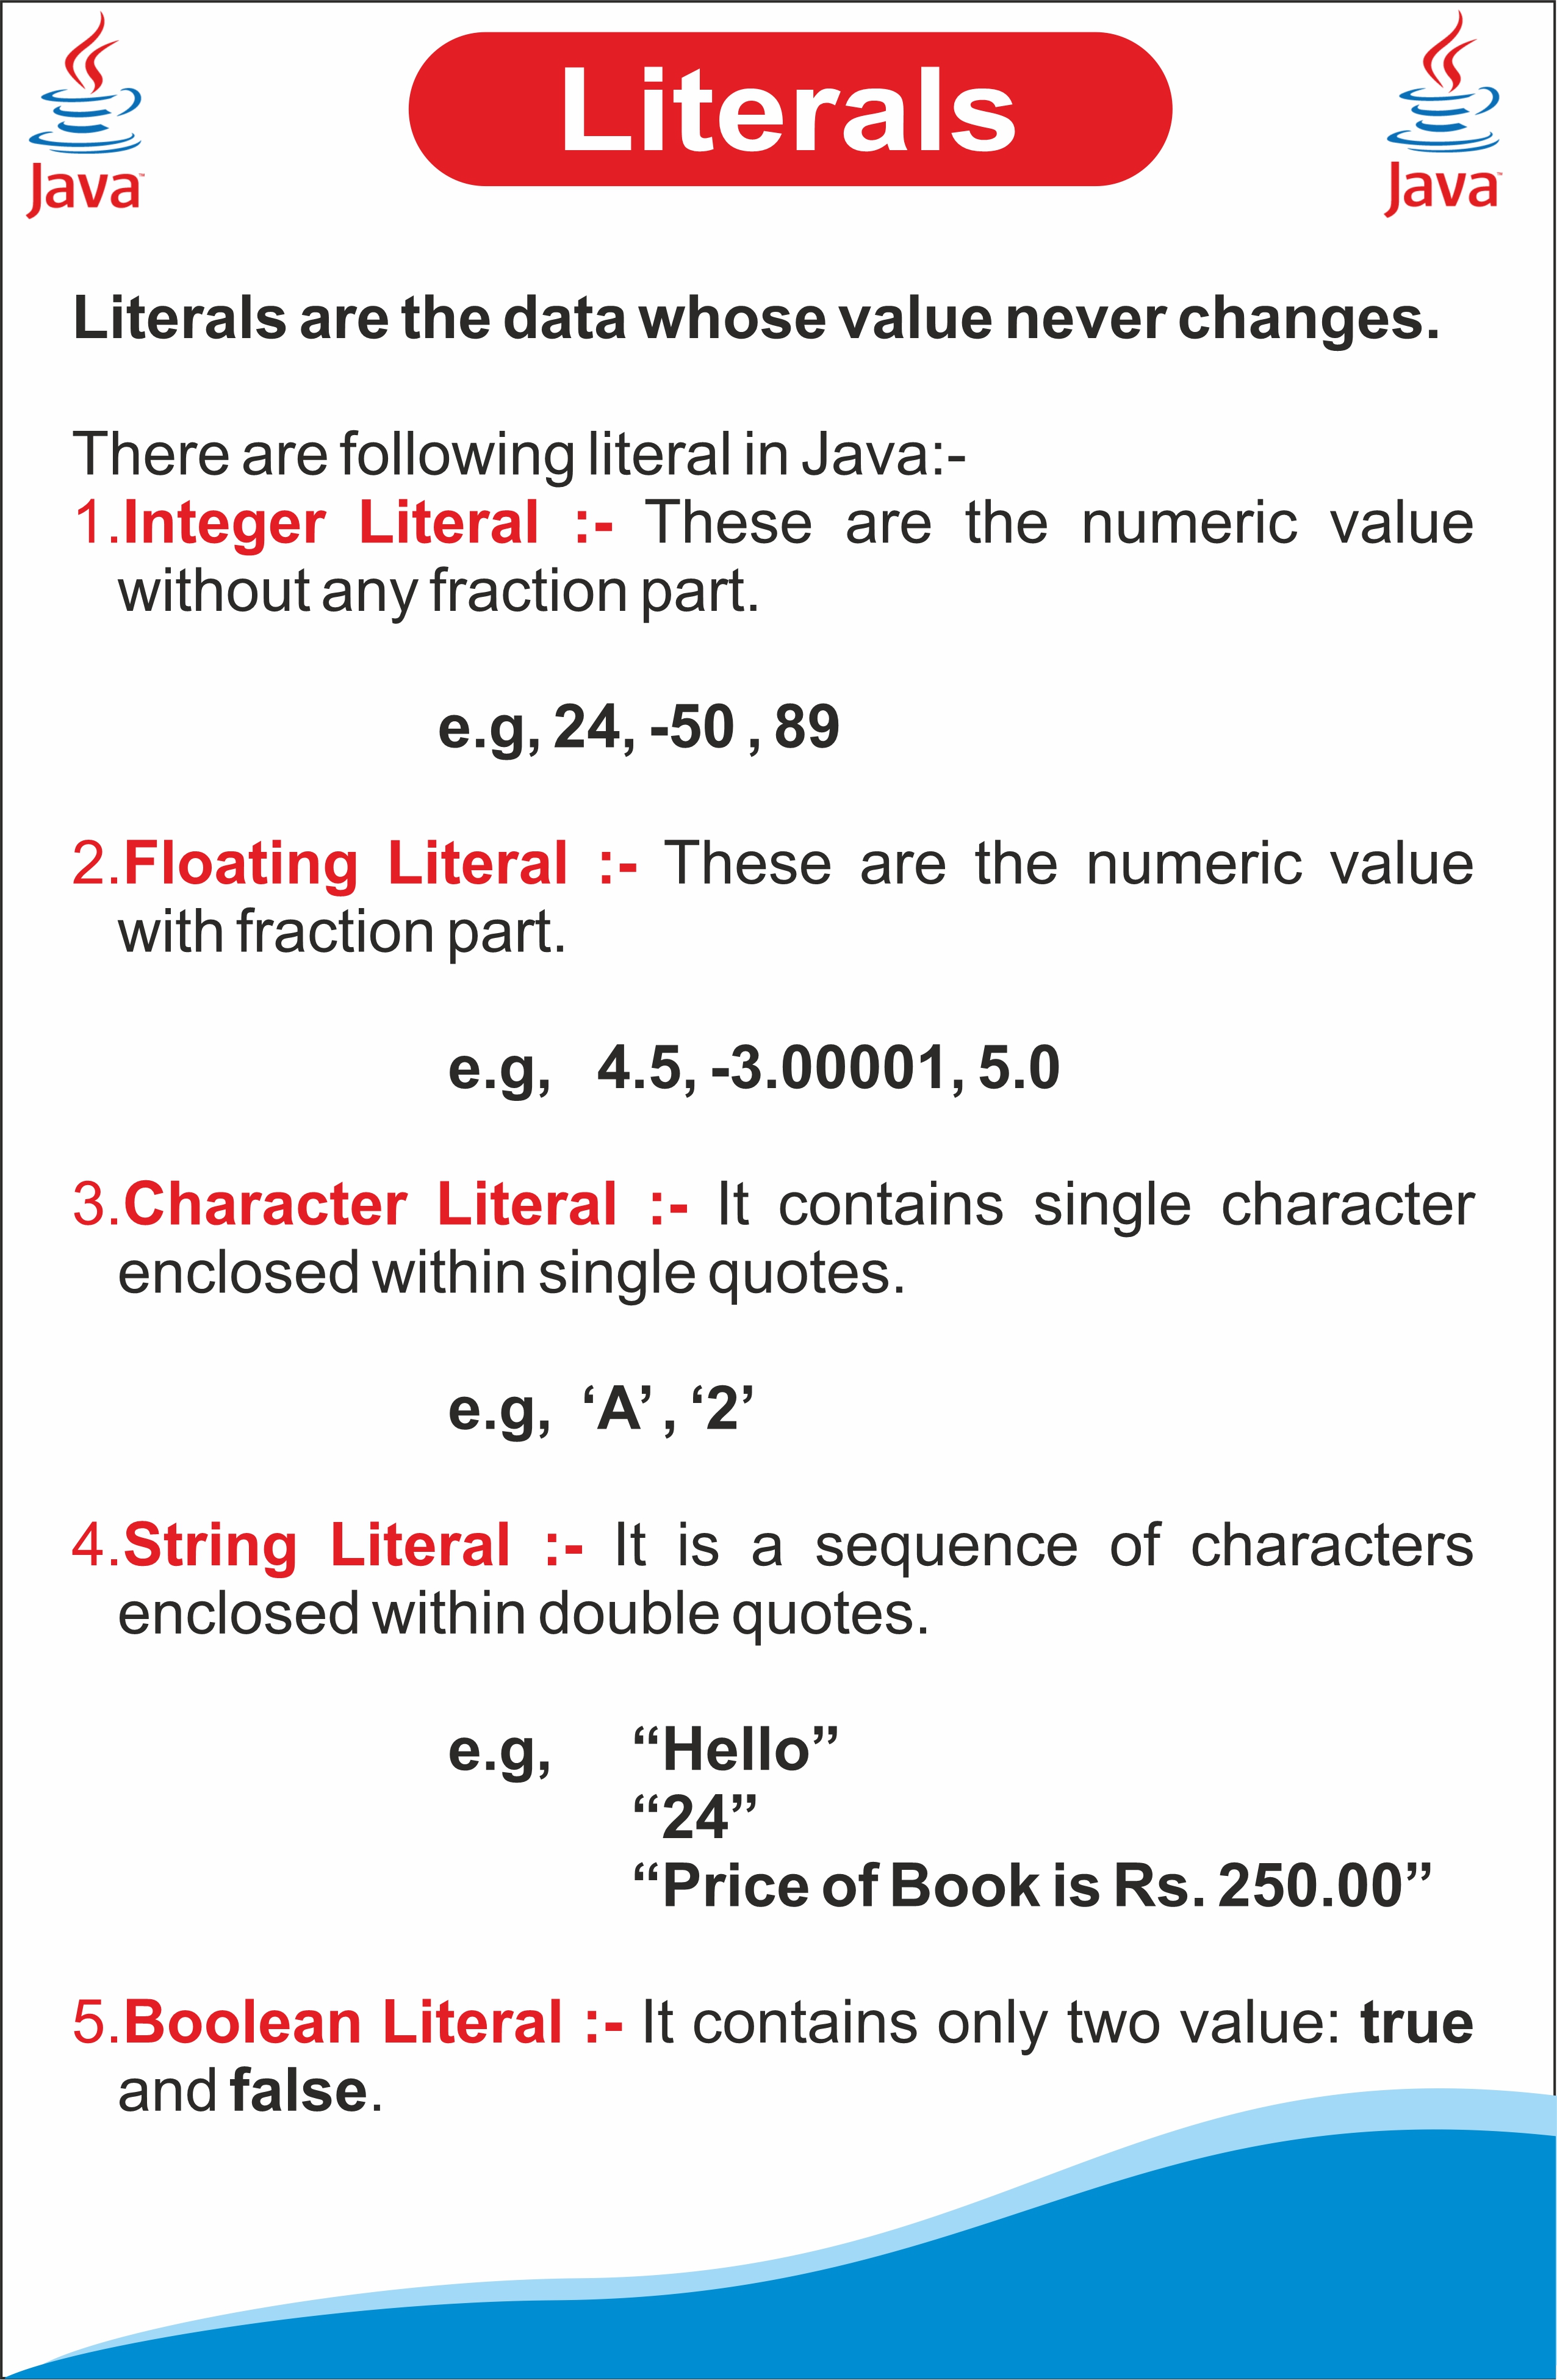 Java™
Literals
Java™
Literals are the data whose value never changes.
There are following literal in Java:-
1.Integer Literal :- These are the numeric value
without any fraction part.
e.g, 24, -50 , 89
2.Floating Literal :- These are the numeric value
with fraction part.
e.g, 4.5, -3.00001, 5.0
3.Character Literal :- It contains single character
enclosed within single quotes.
e.g, ‘A’ , ‘2’
4.String Literal :- It is a sequence of characters
enclosed within double quotes.
e.g, “Hello”
“24”
“Price of Book is Rs. 250.00”
5.Boolean Literal :- It contains only two value: true
and false.